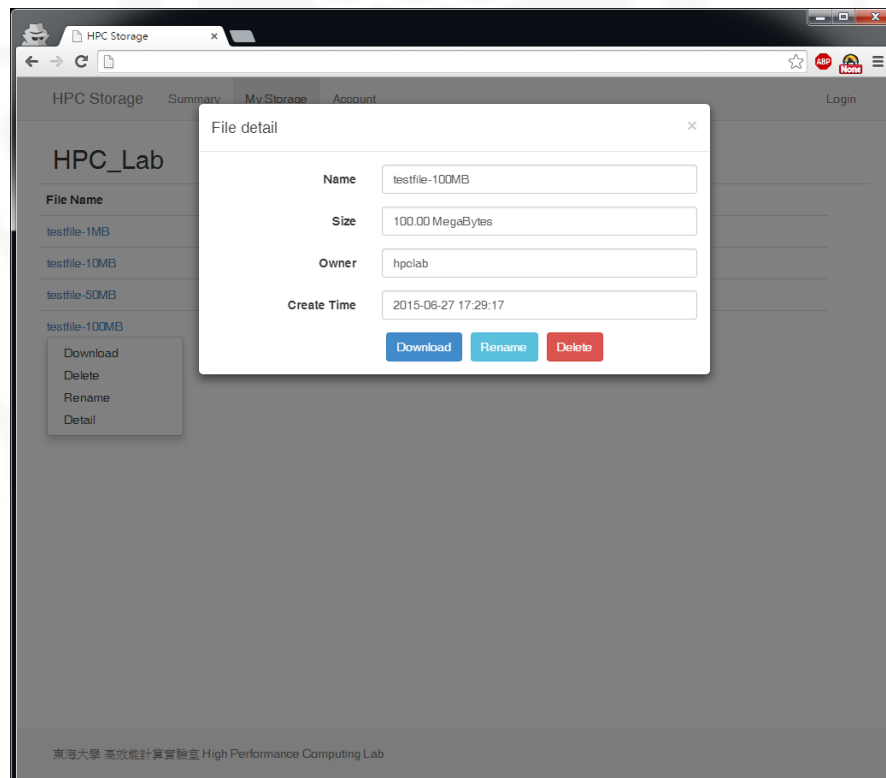 HPC Storage
ABP
None
HPC Storage Summary My Storage Account Login
File detail
×
Name testfile-100MB
Size 100.00 MegaBytes
Owner hpclab
Create Time 2015-06-27 17:29:17
Download Rename Delete
HPC_Lab
File Name
testfile-1MB
testfile-10MB
testfile-50MB
testfile-100MB
Download
Delete
Rename
Detail
東海大學 高效能計算實驗室 High Performance Computing Lab